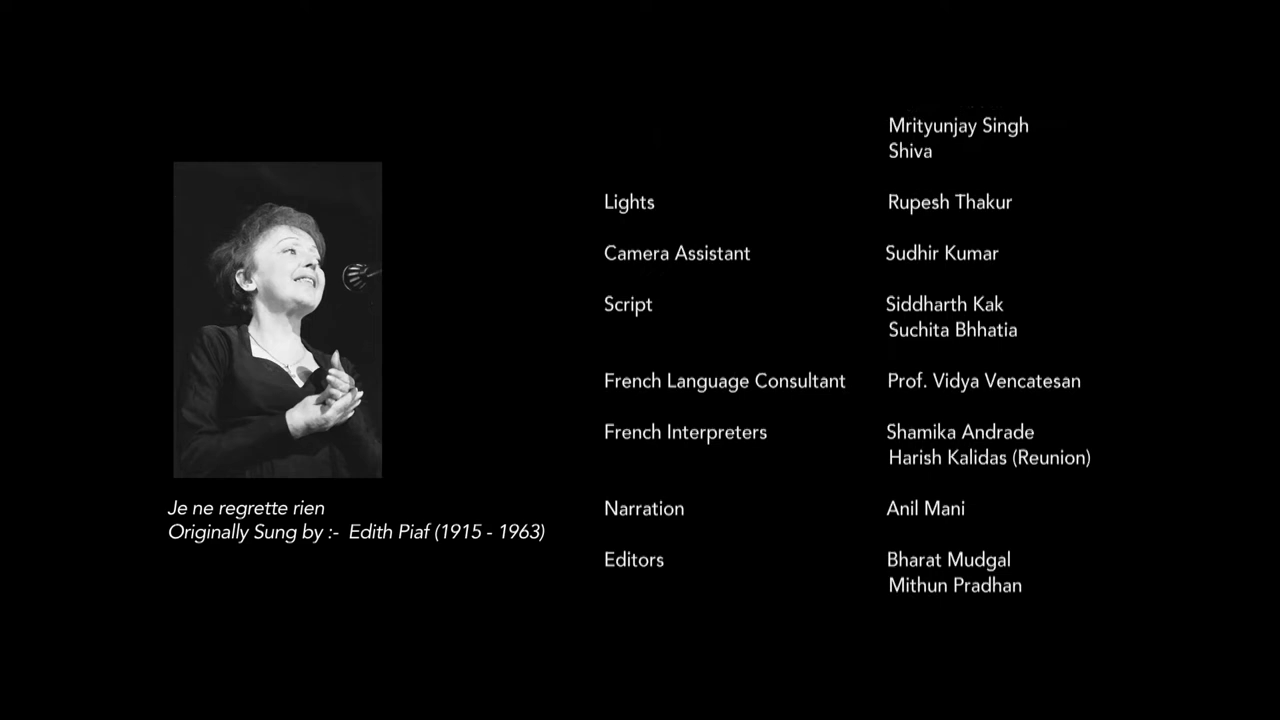 Mrityunjay Singh
Shiva
Lights Rupesh Thakur
Camera Assistant Sudhir Kumar
Script Siddharth Kak
Suchita Bhhatia
French Language Consultant Prof. Vidya Vencatesan
French Interpreters Shamika Andrade
Harish Kalidas (Reunion)
Narration Anil Mani
Editors Bharat Mudgal
Mithun Pradhan
Je ne regrette rien
Originally Sung by :- Edith Piaf (1915 - 1963)